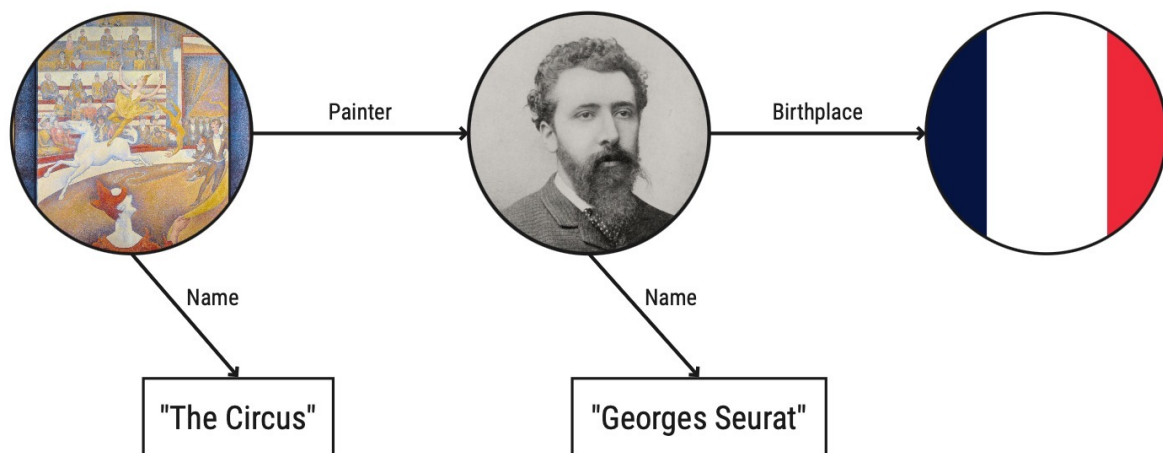 Painter
Birthplace
Name
Name
"The Circus"
"Georges Seurat"